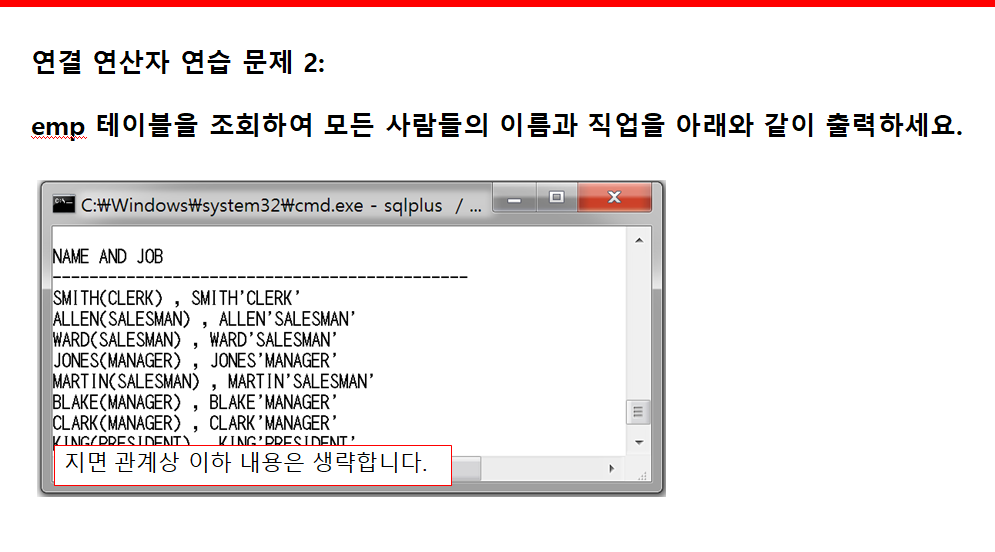 연결 연산자 연습 문제 2:
emp 테이블을 조회하여 모든 사람들의 이름과 직업을 아래와 같이 출력하세요.
C:₩Windows₩system32₩cmd.exe - sqlplus / ...
NAME AND JOB
---------------------------------------------
SMITH(CLERK) , SMITH'CLERK'
ALLEN(SALESMAN) , ALLEN'SALESMAN'
WARD(SALESMAN) , WARD'SALESMAN'
JONES(MANAGER) , JONES'MANAGER'
MARTIN(SALESMAN) , MARTIN'SALESMAN'
BLAKE(MANAGER) , BLAKE'MANAGER'
CLARK(MANAGER) , CLARK'MANAGER'
KING(PRESIDENT) , KING'PRESIDENT'
지면 관계상 이하 내용은 생략합니다.